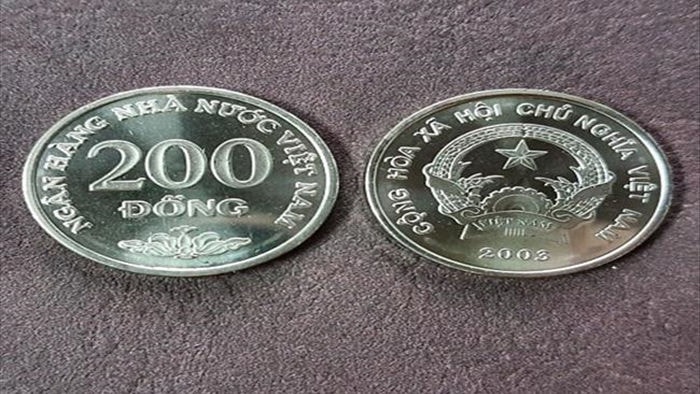 NGÂN HÀNG NHÀ NƯỚC VIỆT NAM
200
ĐỒNG
CỘNG HÒA XÃ HỘI CHỦ NGHĨA VIỆT NAM
VIỆT NAM
2003